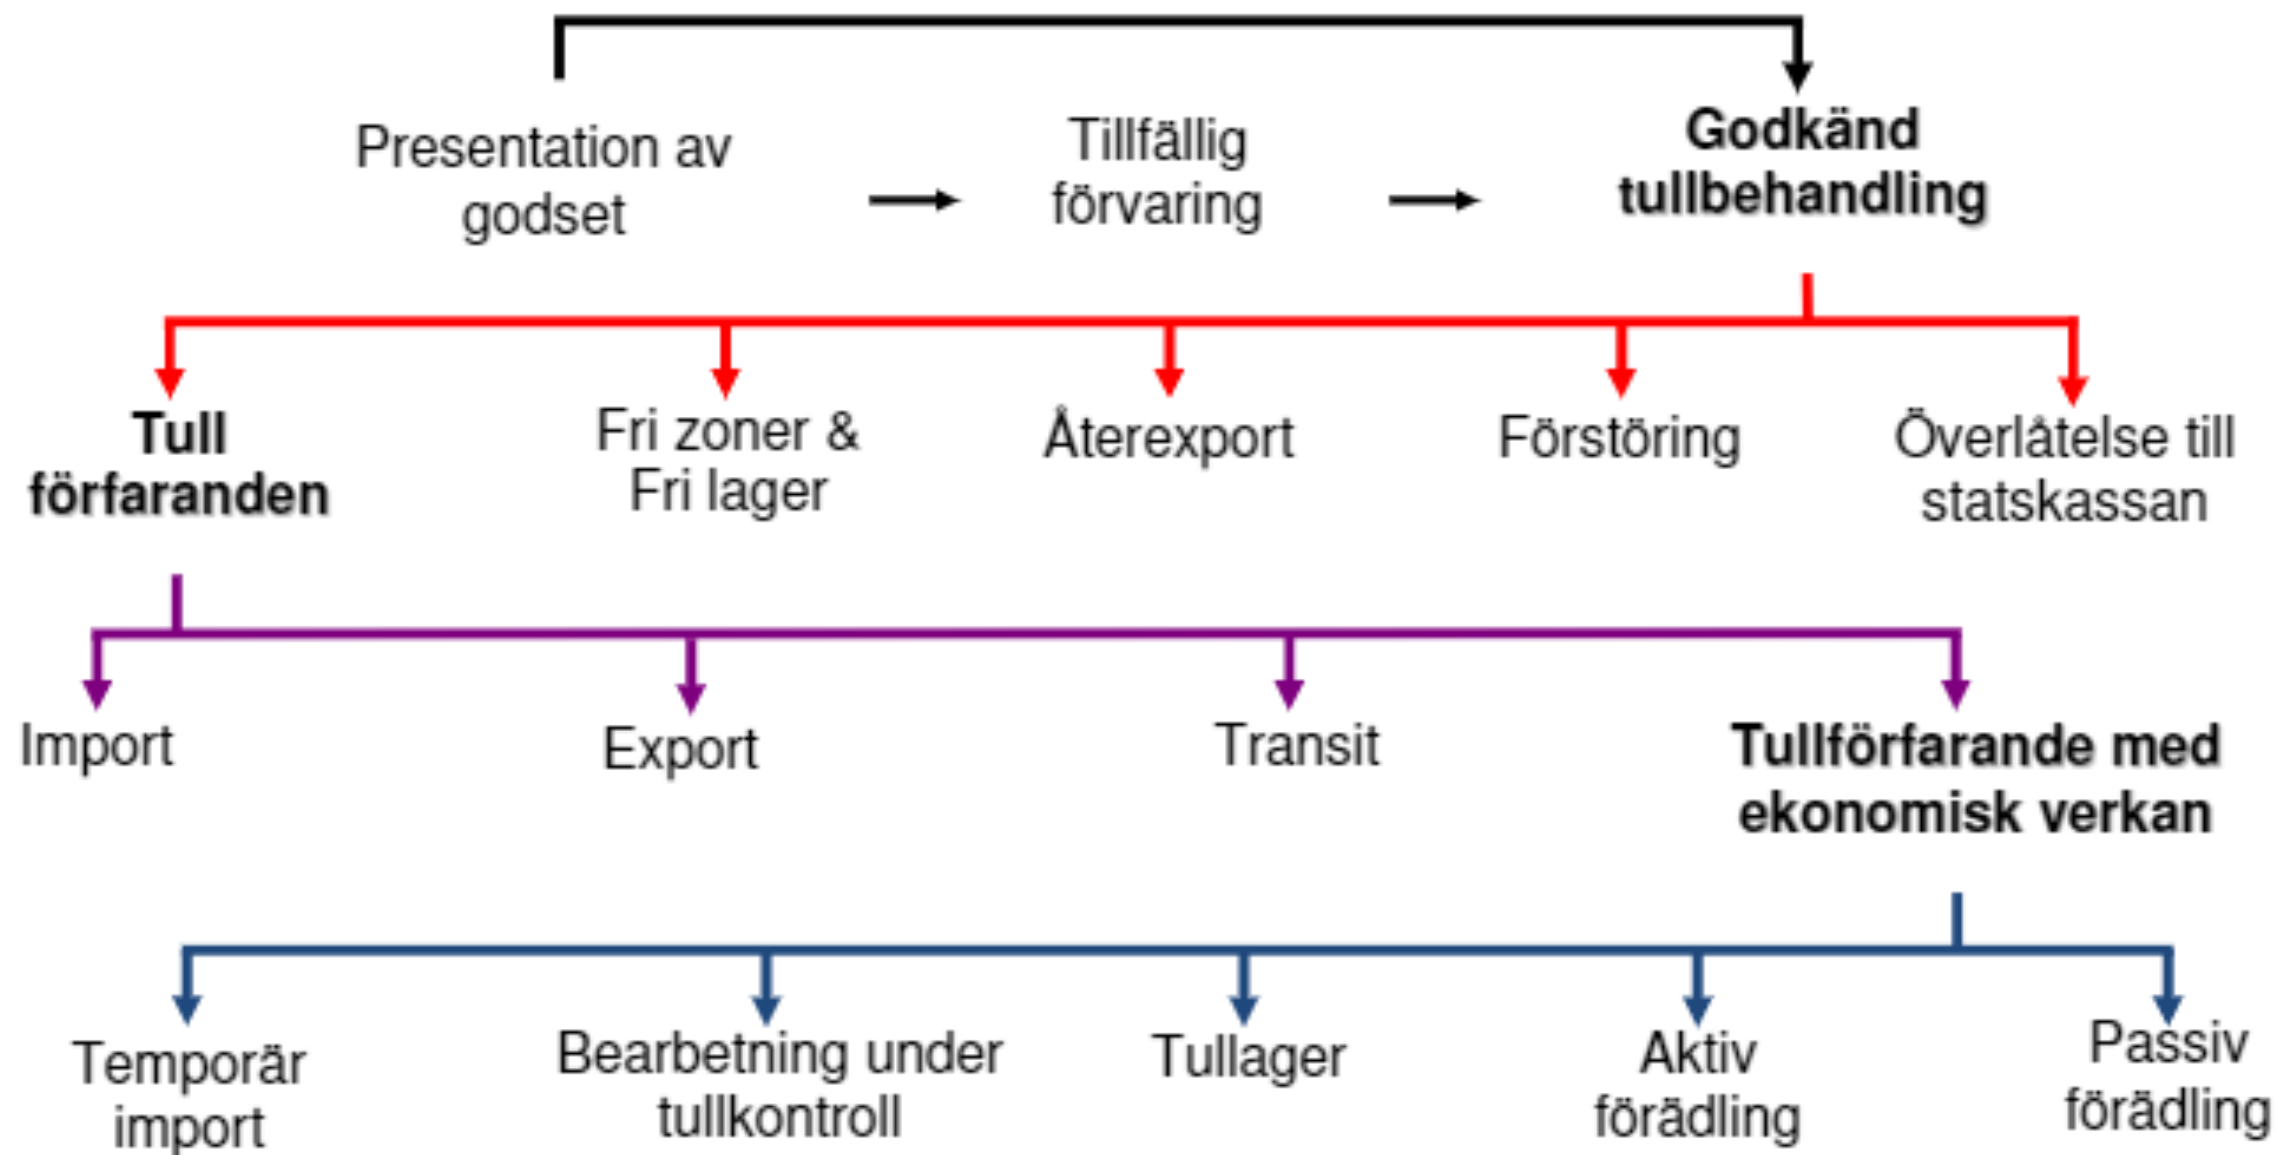 Presentation av
godset
Tillfällig
förvaring
Godkänd
tullbehandling
Tull
förfaranden
Fri zoner &
Fri lager
Återexport
Förstöring
Överlåtelse till
statskassan
Import
Export
Transit
Tullförfarande med
ekonomisk verkan
Temporär
import
Bearbetning under
tullkontroll
Tullager
Aktiv
förädling
Passiv
förädling